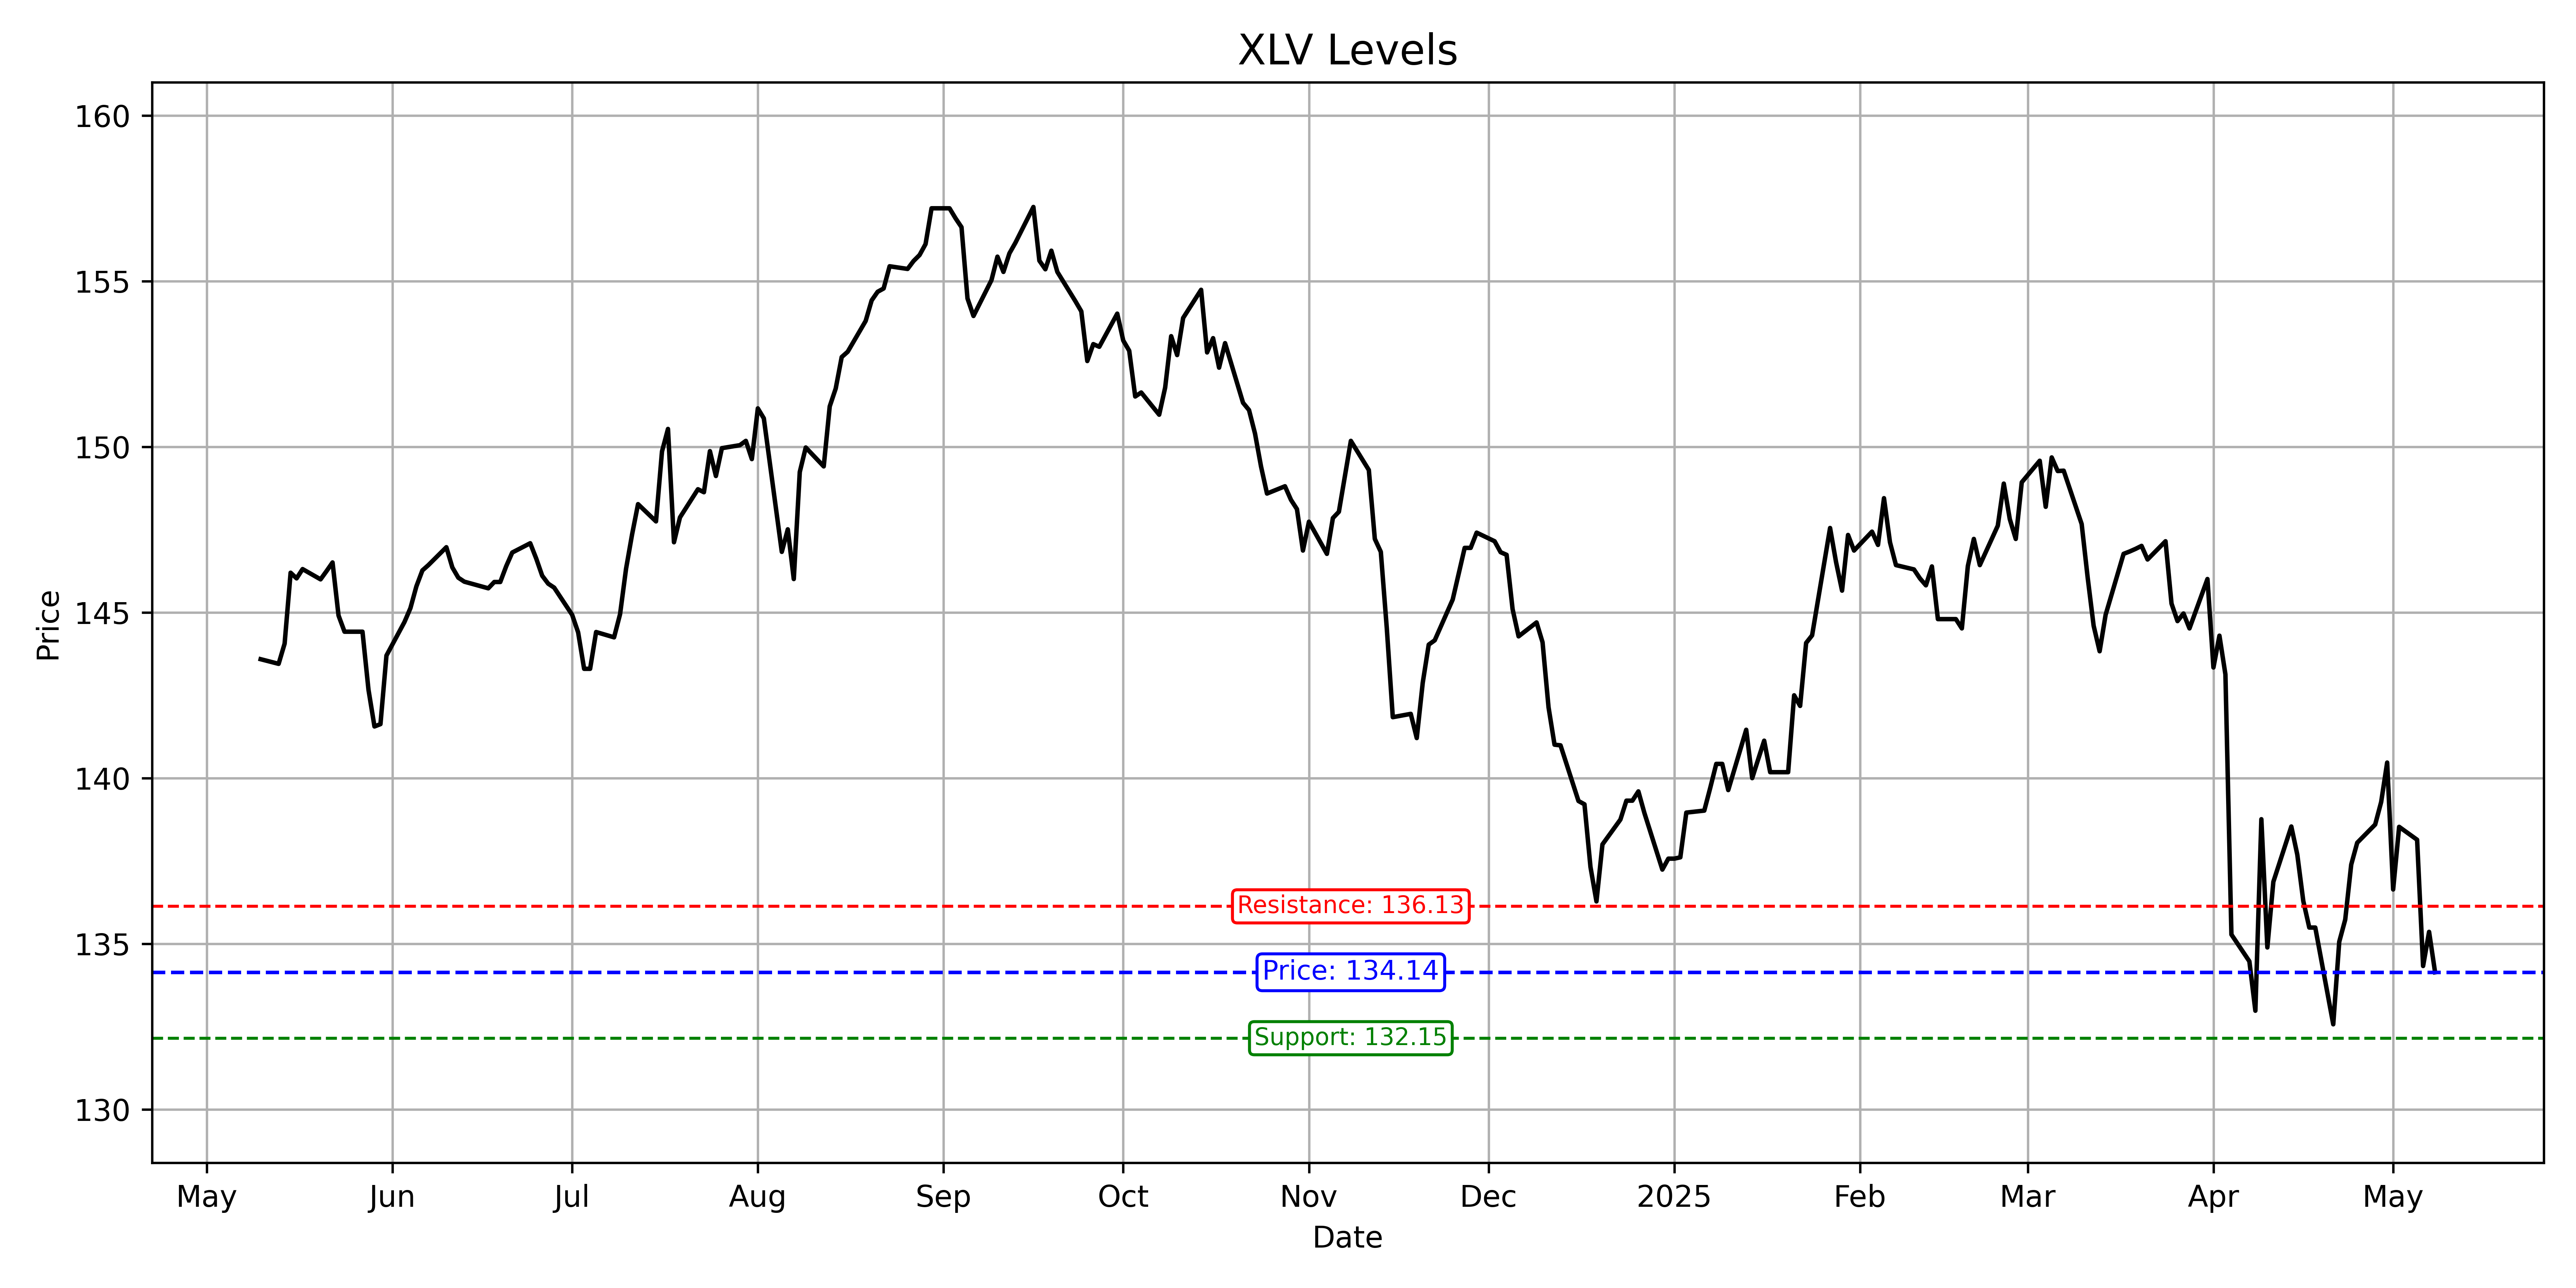 XLV Levels
160
155
150
145
140
135
130
Price
Resistance: 136.13
Price: 134.14
Support: 132.15
May Jun Jul Aug Sep Oct Nov Dec 2025 Feb Mar Apr May
Date